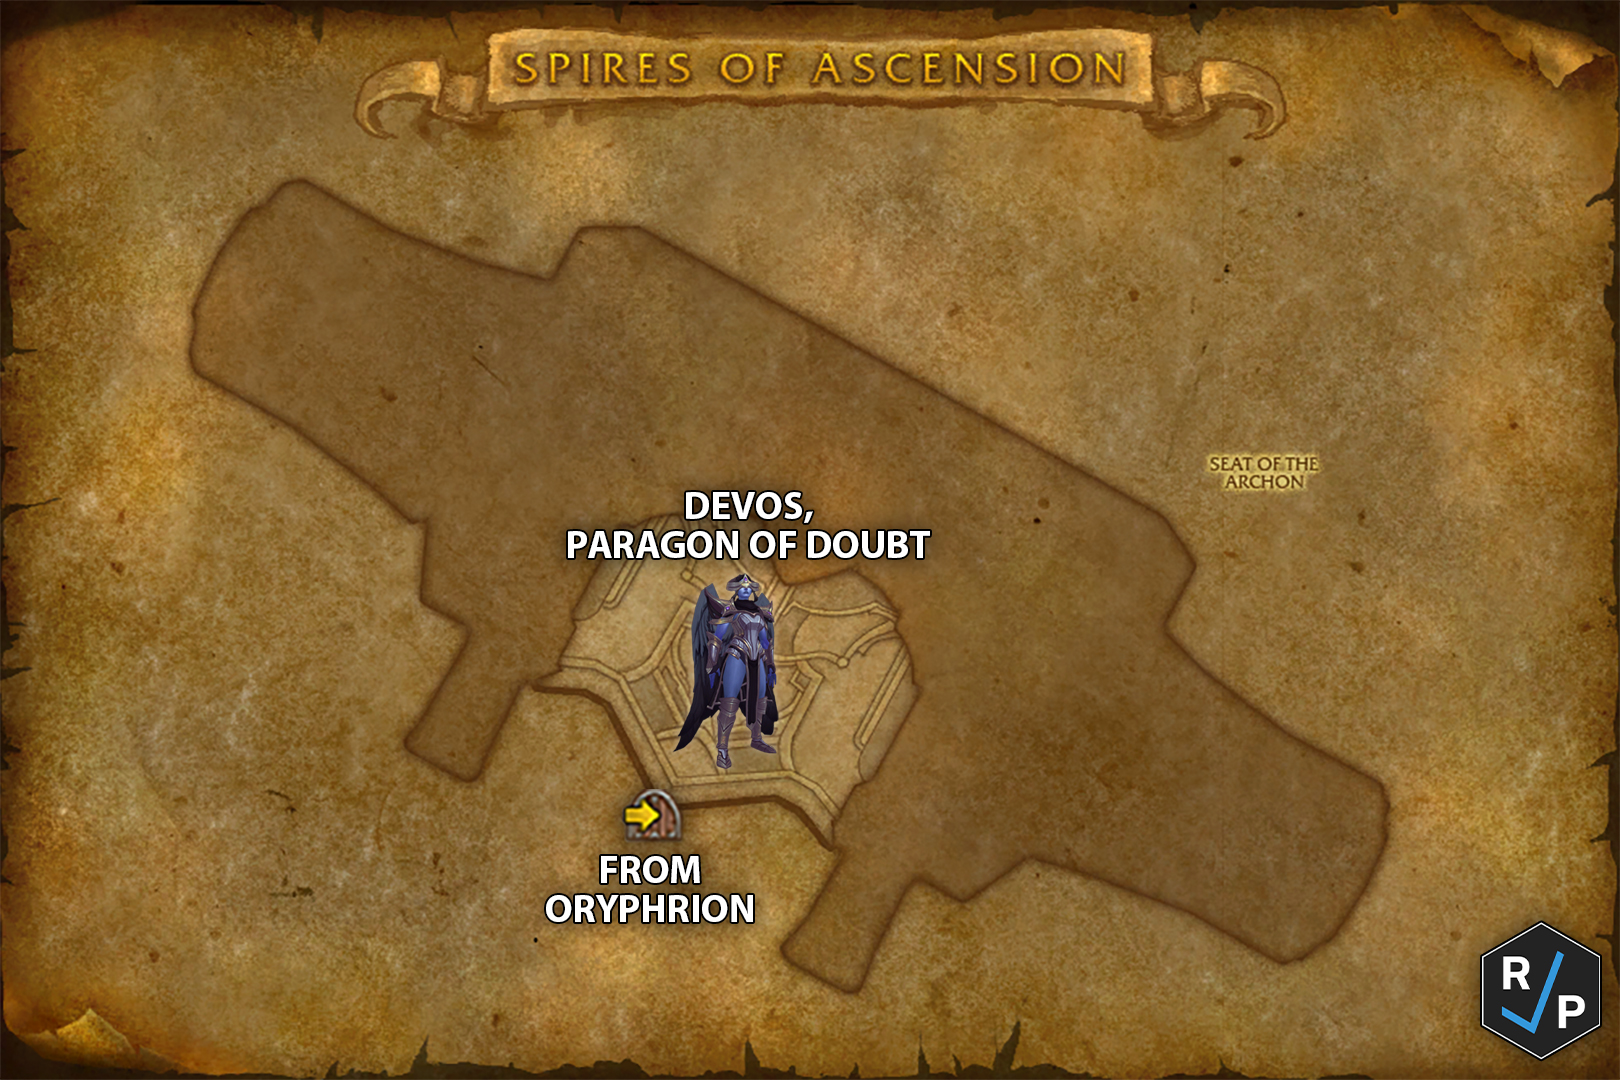 SPIRES OF ASCENSION
SEAT OF THE
ARCHON
DEVOS,
PARAGON OF DOUBT
FROM
ORYPHRION
R
P